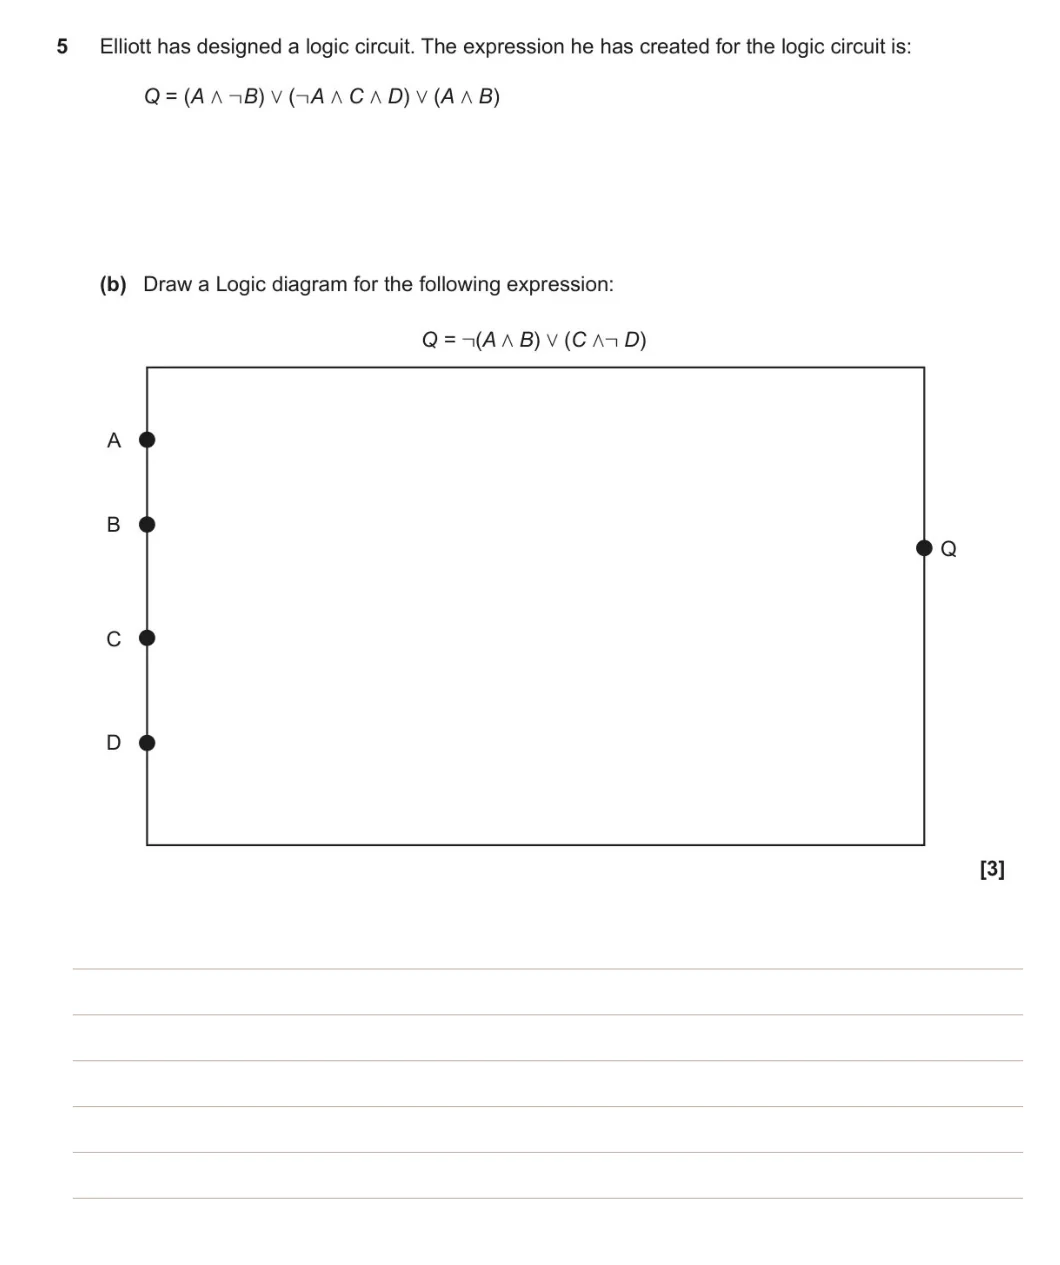 5 Elliott has designed a logic circuit. The expression he has created for the logic circuit is:
Q = (A ∧ ¬B) ∨ (¬A ∧ C ∧ D) ∨ (A ∧ B)
(b) Draw a Logic diagram for the following expression:
Q = ¬(A ∧ B) ∨ (C ∧¬ D)
A
B
Q
C
D
[3]